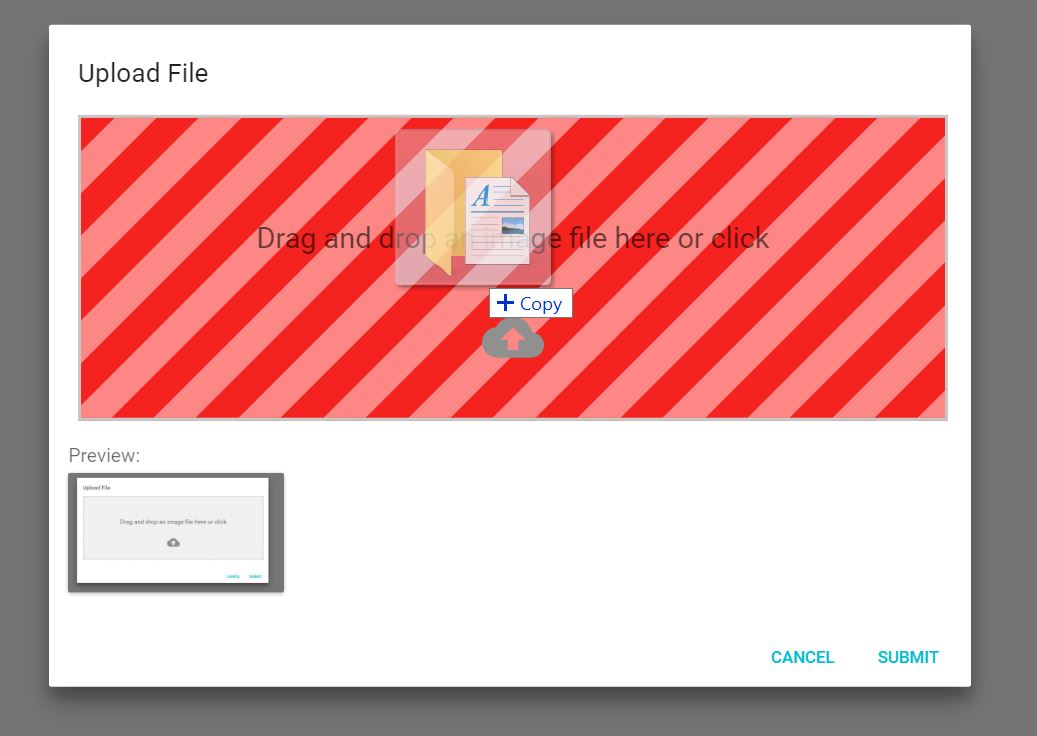 Upload File
Drag and drop an image file here or click
A
Copy
Preview:
Upload File
Drag and drop an image file here or click
CANCEL SUBMIT
CANCEL SUBMIT